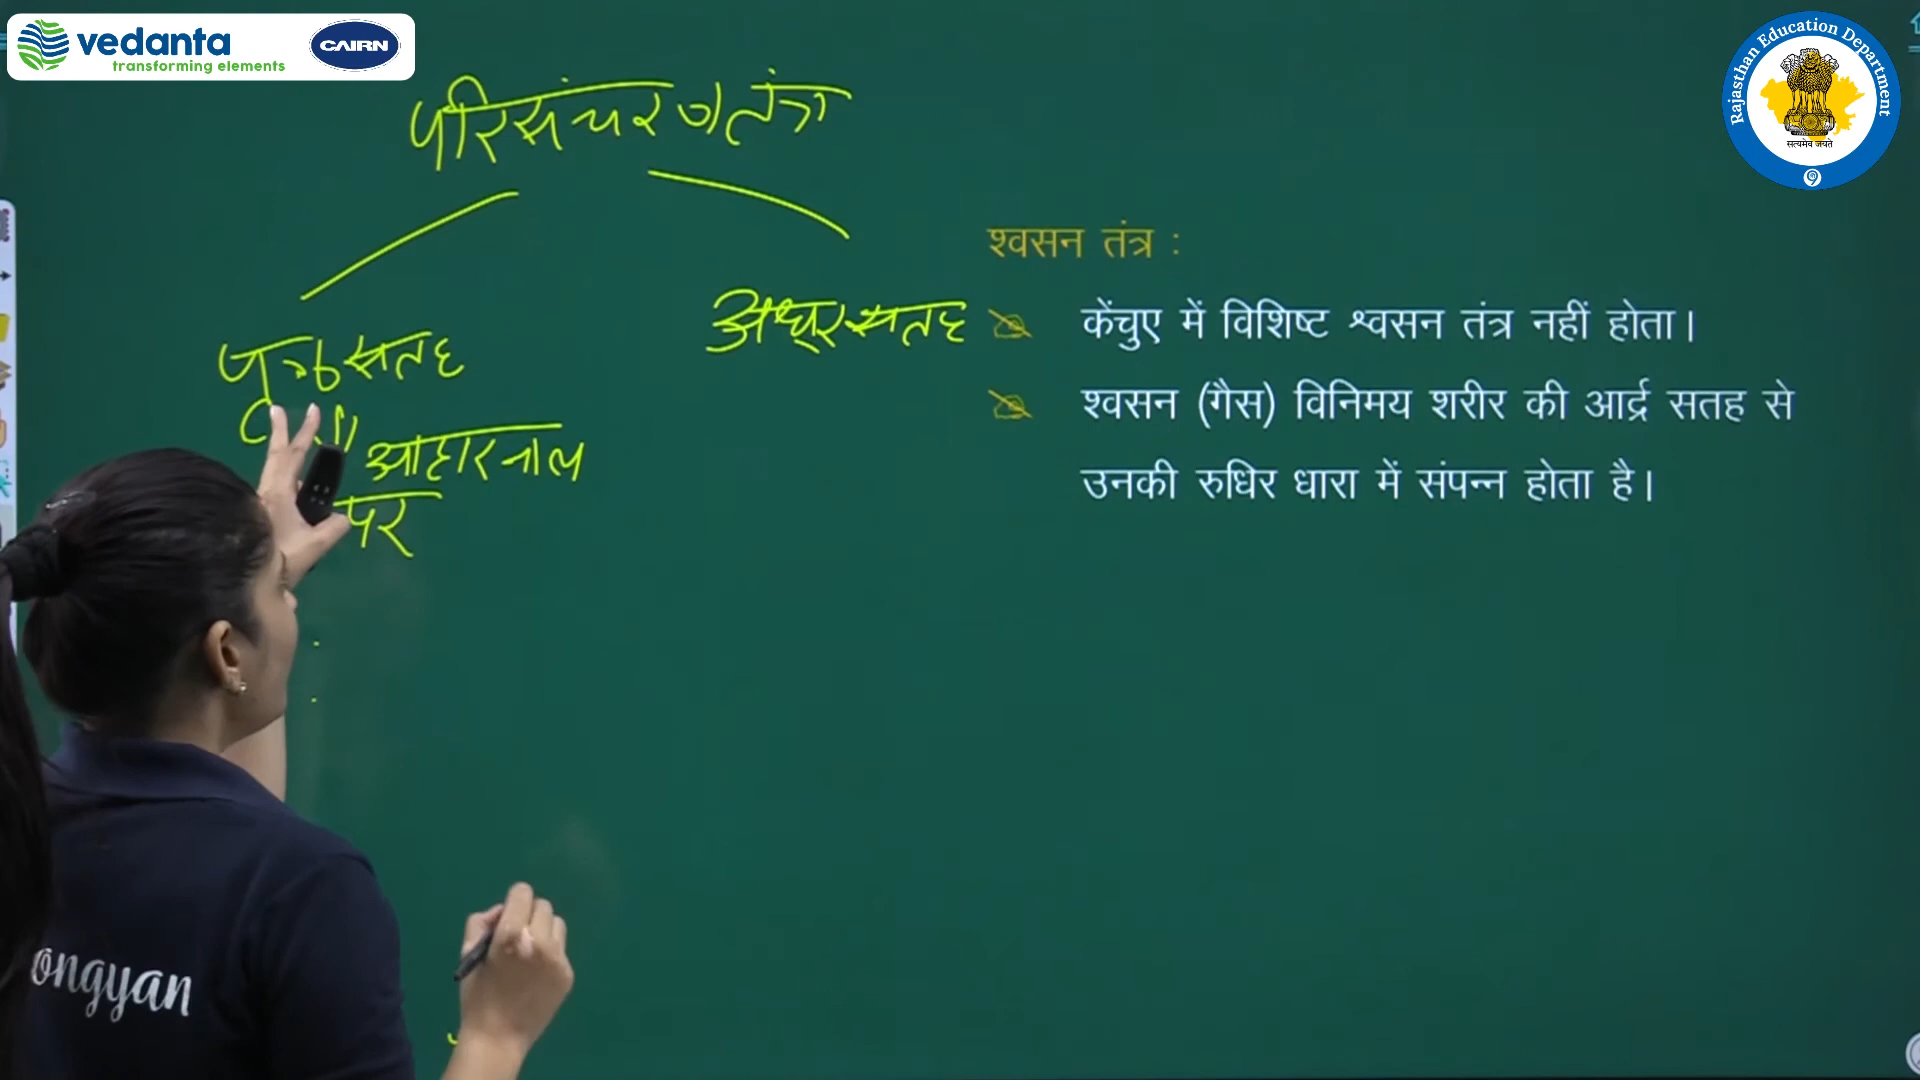 vedanta
transforming elements
CAIRN
Rajasthan Education Department
सत्यमेव जयते
परिसंचरण तंत्र
पृष्ठ सतह
अधर सतह
आहारनाल
पर
श्वसन तंत्र :
केंचुए में विशिष्ट श्वसन तंत्र नहीं होता।
श्वसन (गैस) विनिमय शरीर की आर्द्र सतह से
उनकी रुधिर धारा में संपन्न होता है।
ongyan